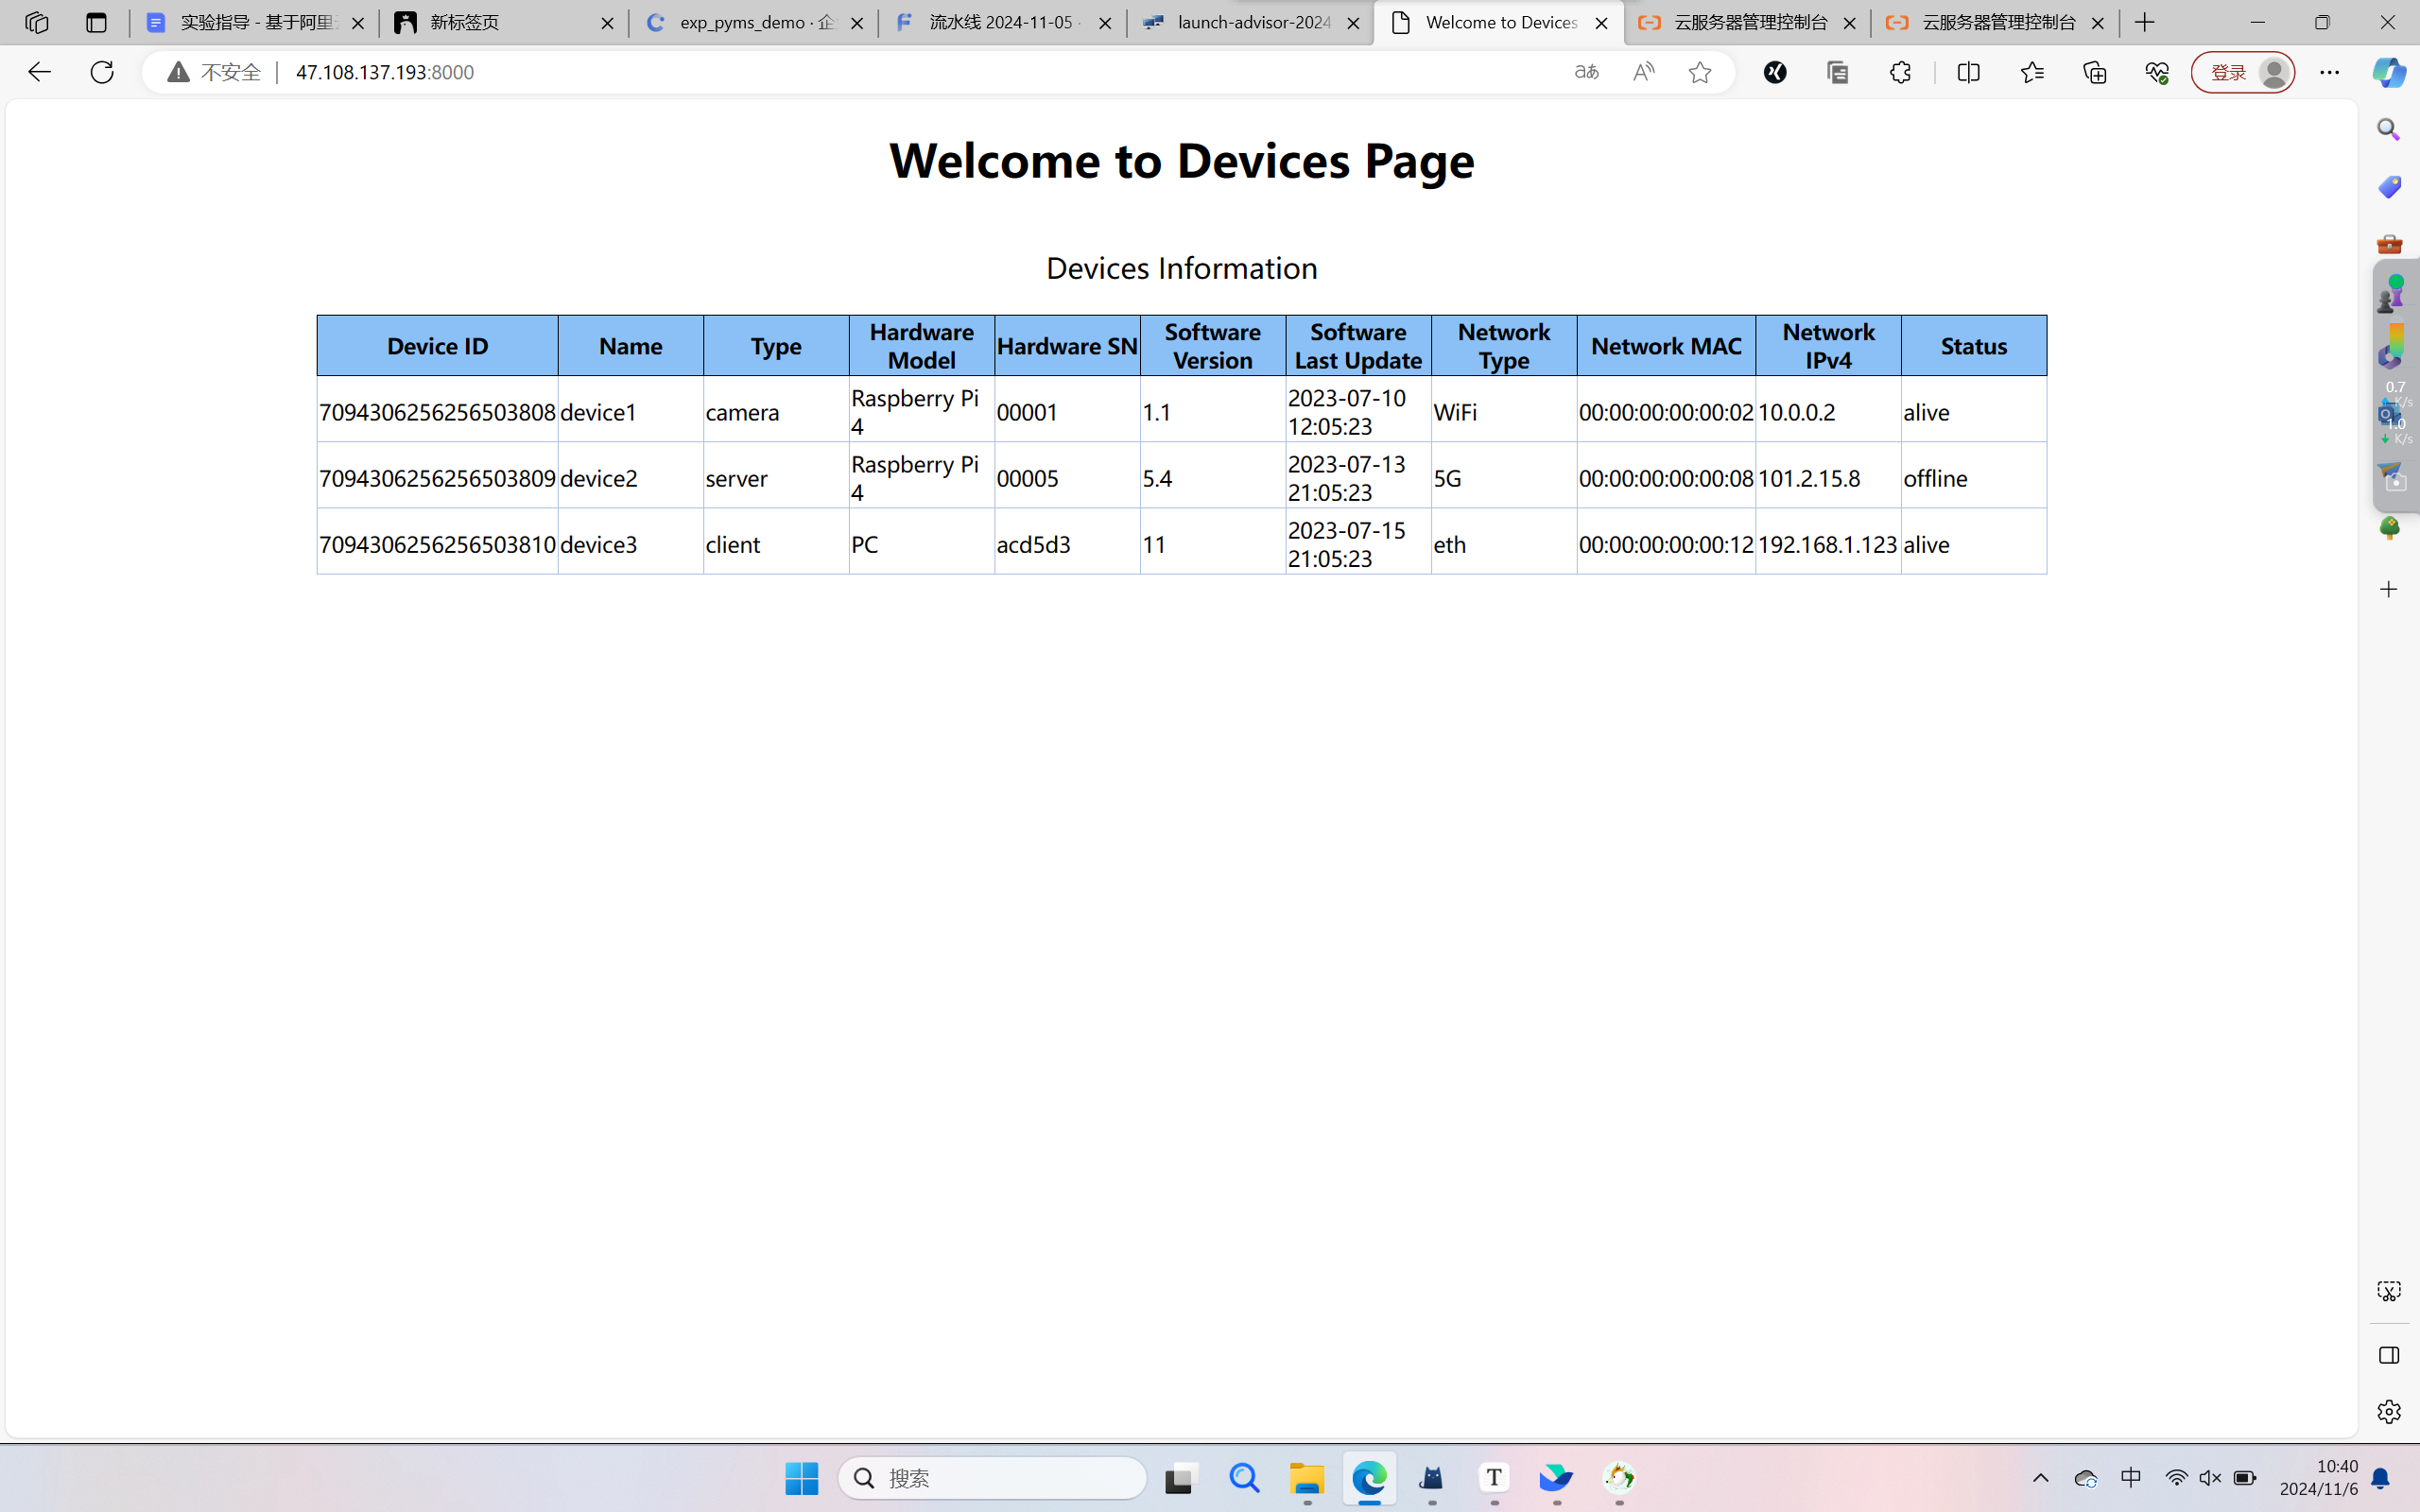 实验指导 - 基于阿里
新标签页
exp_pyms_demo · 企
流水线 2024-11-05 ·
launch-advisor-2024
Welcome to Devices
云服务器管理控制台
云服务器管理控制台
不安全
47.108.137.193:8000
登录
Welcome to Devices Page
Devices Information
Device ID Name Type Hardware Model Hardware SN Software Version Software Last Update Network Type Network MAC Network IPv4 Status
7094306256256503808 device1 camera Raspberry Pi 4 00001 1.1 2023-07-10 12:05:23 WiFi 00:00:00:00:00:02 10.0.0.2 alive
7094306256256503809 device2 server Raspberry Pi 4 00005 5.4 2023-07-13 21:05:23 5G 00:00:00:00:00:08 101.2.15.8 offline
7094306256256503810 device3 client PC acd5d3 11 2023-07-15 21:05:23 eth 00:00:00:00:00:12 192.168.1.123 alive
0.7
K/s
1.0
K/s
搜索
中
10:40
2024/11/6